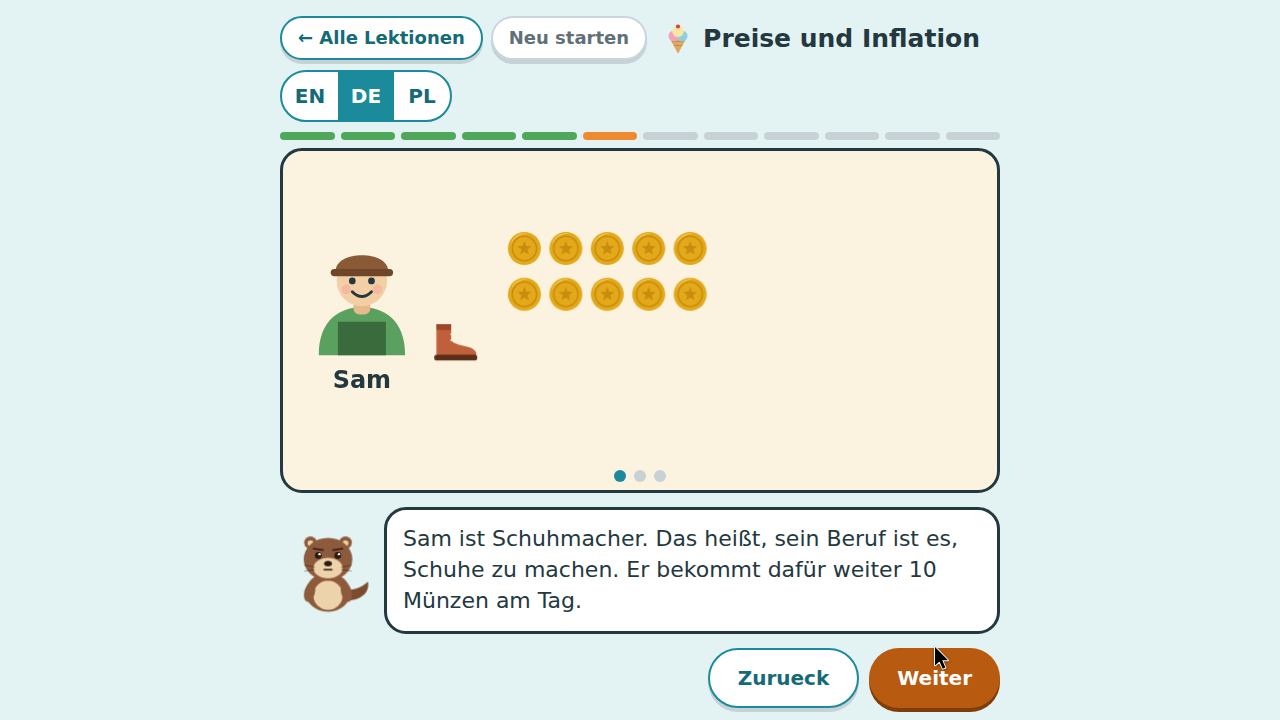 ← Alle Lektionen
Neu starten
Preise und Inflation
EN DE PL
Sam
Sam ist Schuhmacher. Das heißt, sein Beruf ist es,
Schuhe zu machen. Er bekommt dafür weiter 10
Münzen am Tag.
Zurueck
Weiter